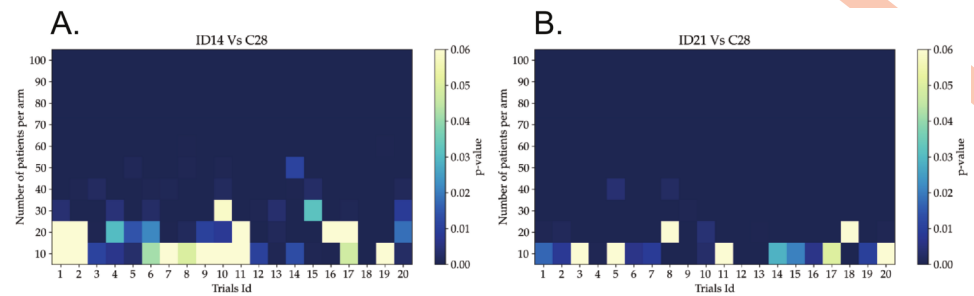 A.
ID14 Vs C28
Number of patients per arm
100
90
80
70
60
50
40
30
20
10
1 2 3 4 5 6 7 8 9 10 11 12 13 14 15 16 17 18 19 20
Trials Id
0.06
0.05
0.04
0.03
0.02
0.01
0.00
p-value
B.
ID21 Vs C28
Number of patients per arm
100
90
80
70
60
50
40
30
20
10
1 2 3 4 5 6 7 8 9 10 11 12 13 14 15 16 17 18 19 20
Trials Id
0.06
0.05
0.04
0.03
0.02
0.01
0.00
p-value